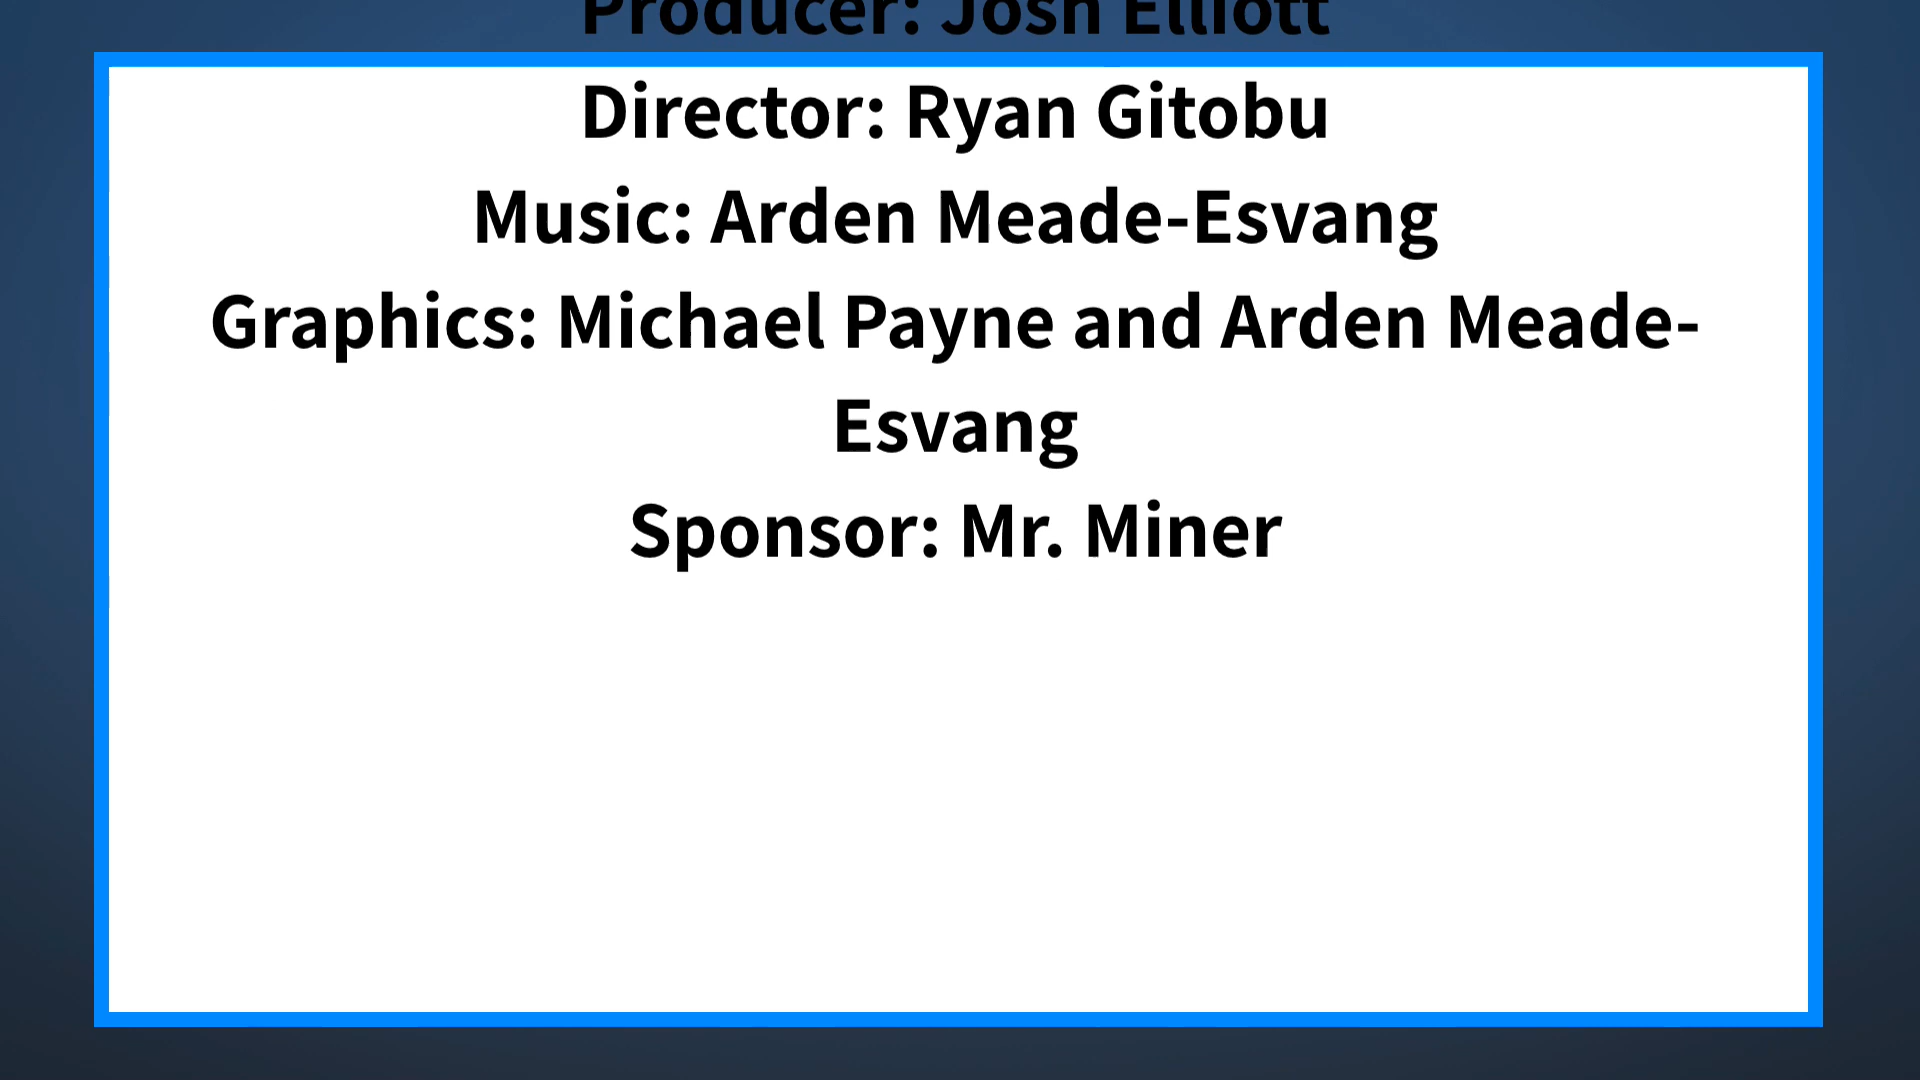 Producer: Josh Elliott
Director: Ryan Gitobu
Music: Arden Meade-Esvang
Graphics: Michael Payne and Arden Meade-
Esvang
Sponsor: Mr. Miner